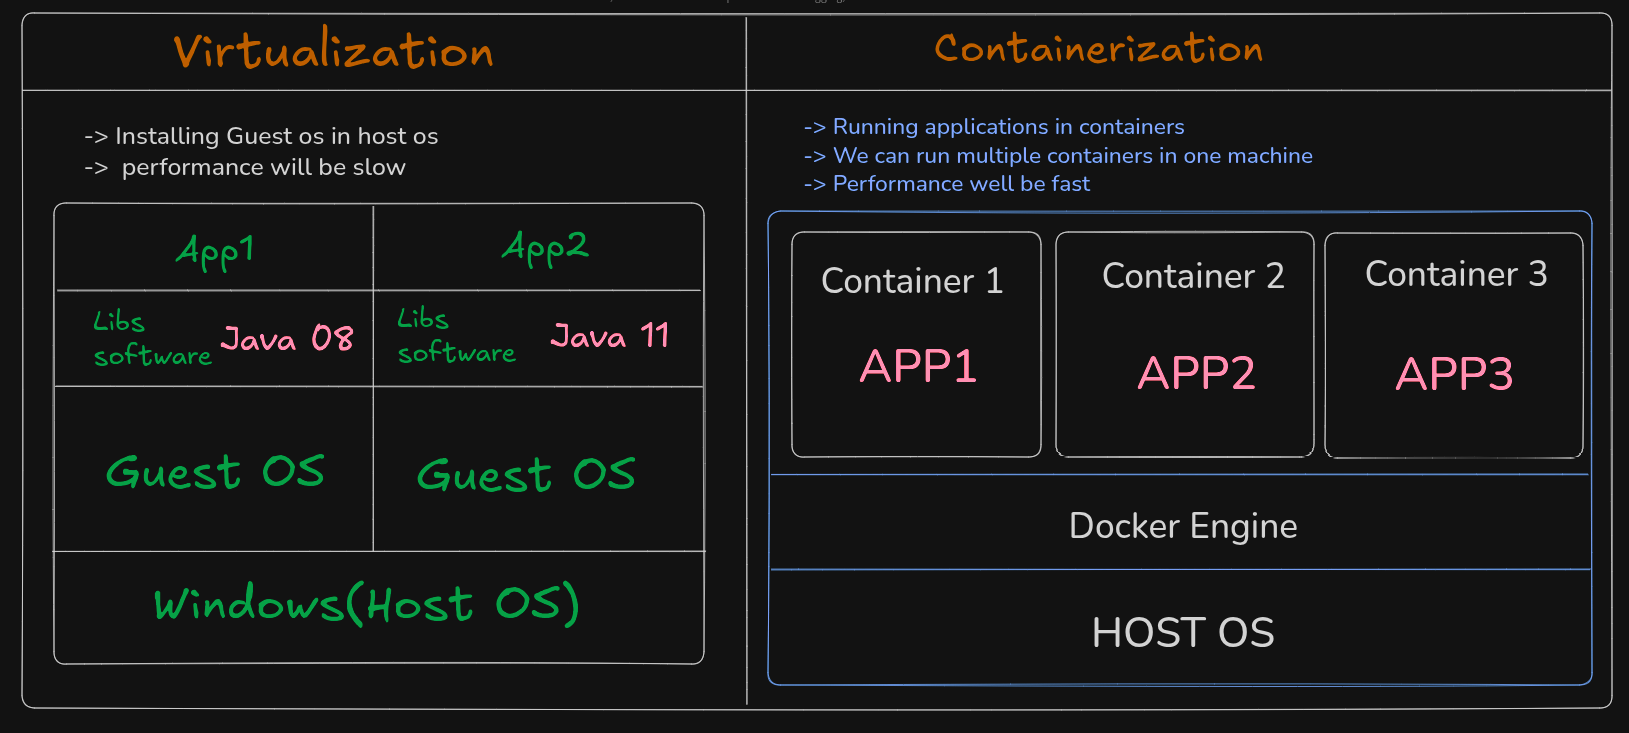 Virtualization
-> Installing Guest os in host os
-> performance will be slow
App1
App2
Libs
software
Java 08
Libs
software
Java 11
Guest OS
Guest OS
Windows(Host OS)
Containerization
-> Running applications in containers
-> We can run multiple containers in one machine
-> Performance well be fast
Container 1
APP1
Container 2
APP2
Container 3
APP3
Docker Engine
HOST OS